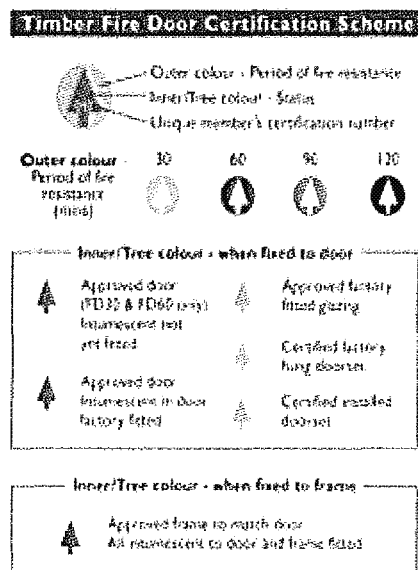 Timber Fire Door Certification Scheme
Outer colour - Period of fire resistance
Inner/Tree colour - Status
Unique member's certification number
Outer colour - 30 60 90 120
Period of fire
resistance
(mins)
Inner/Tree colour - when fixed to door
Approved door
(FD30 & FD60 only)
Intumescent not
yet fitted
Approved door
Intumescent in door
factory fitted
Approved factory
fitted glazing
Certified factory
hung doorset
Certified installed
doorset
Inner/Tree colour - when fixed to frame
Approved frame to match door
All intumescent to door and frame fitted